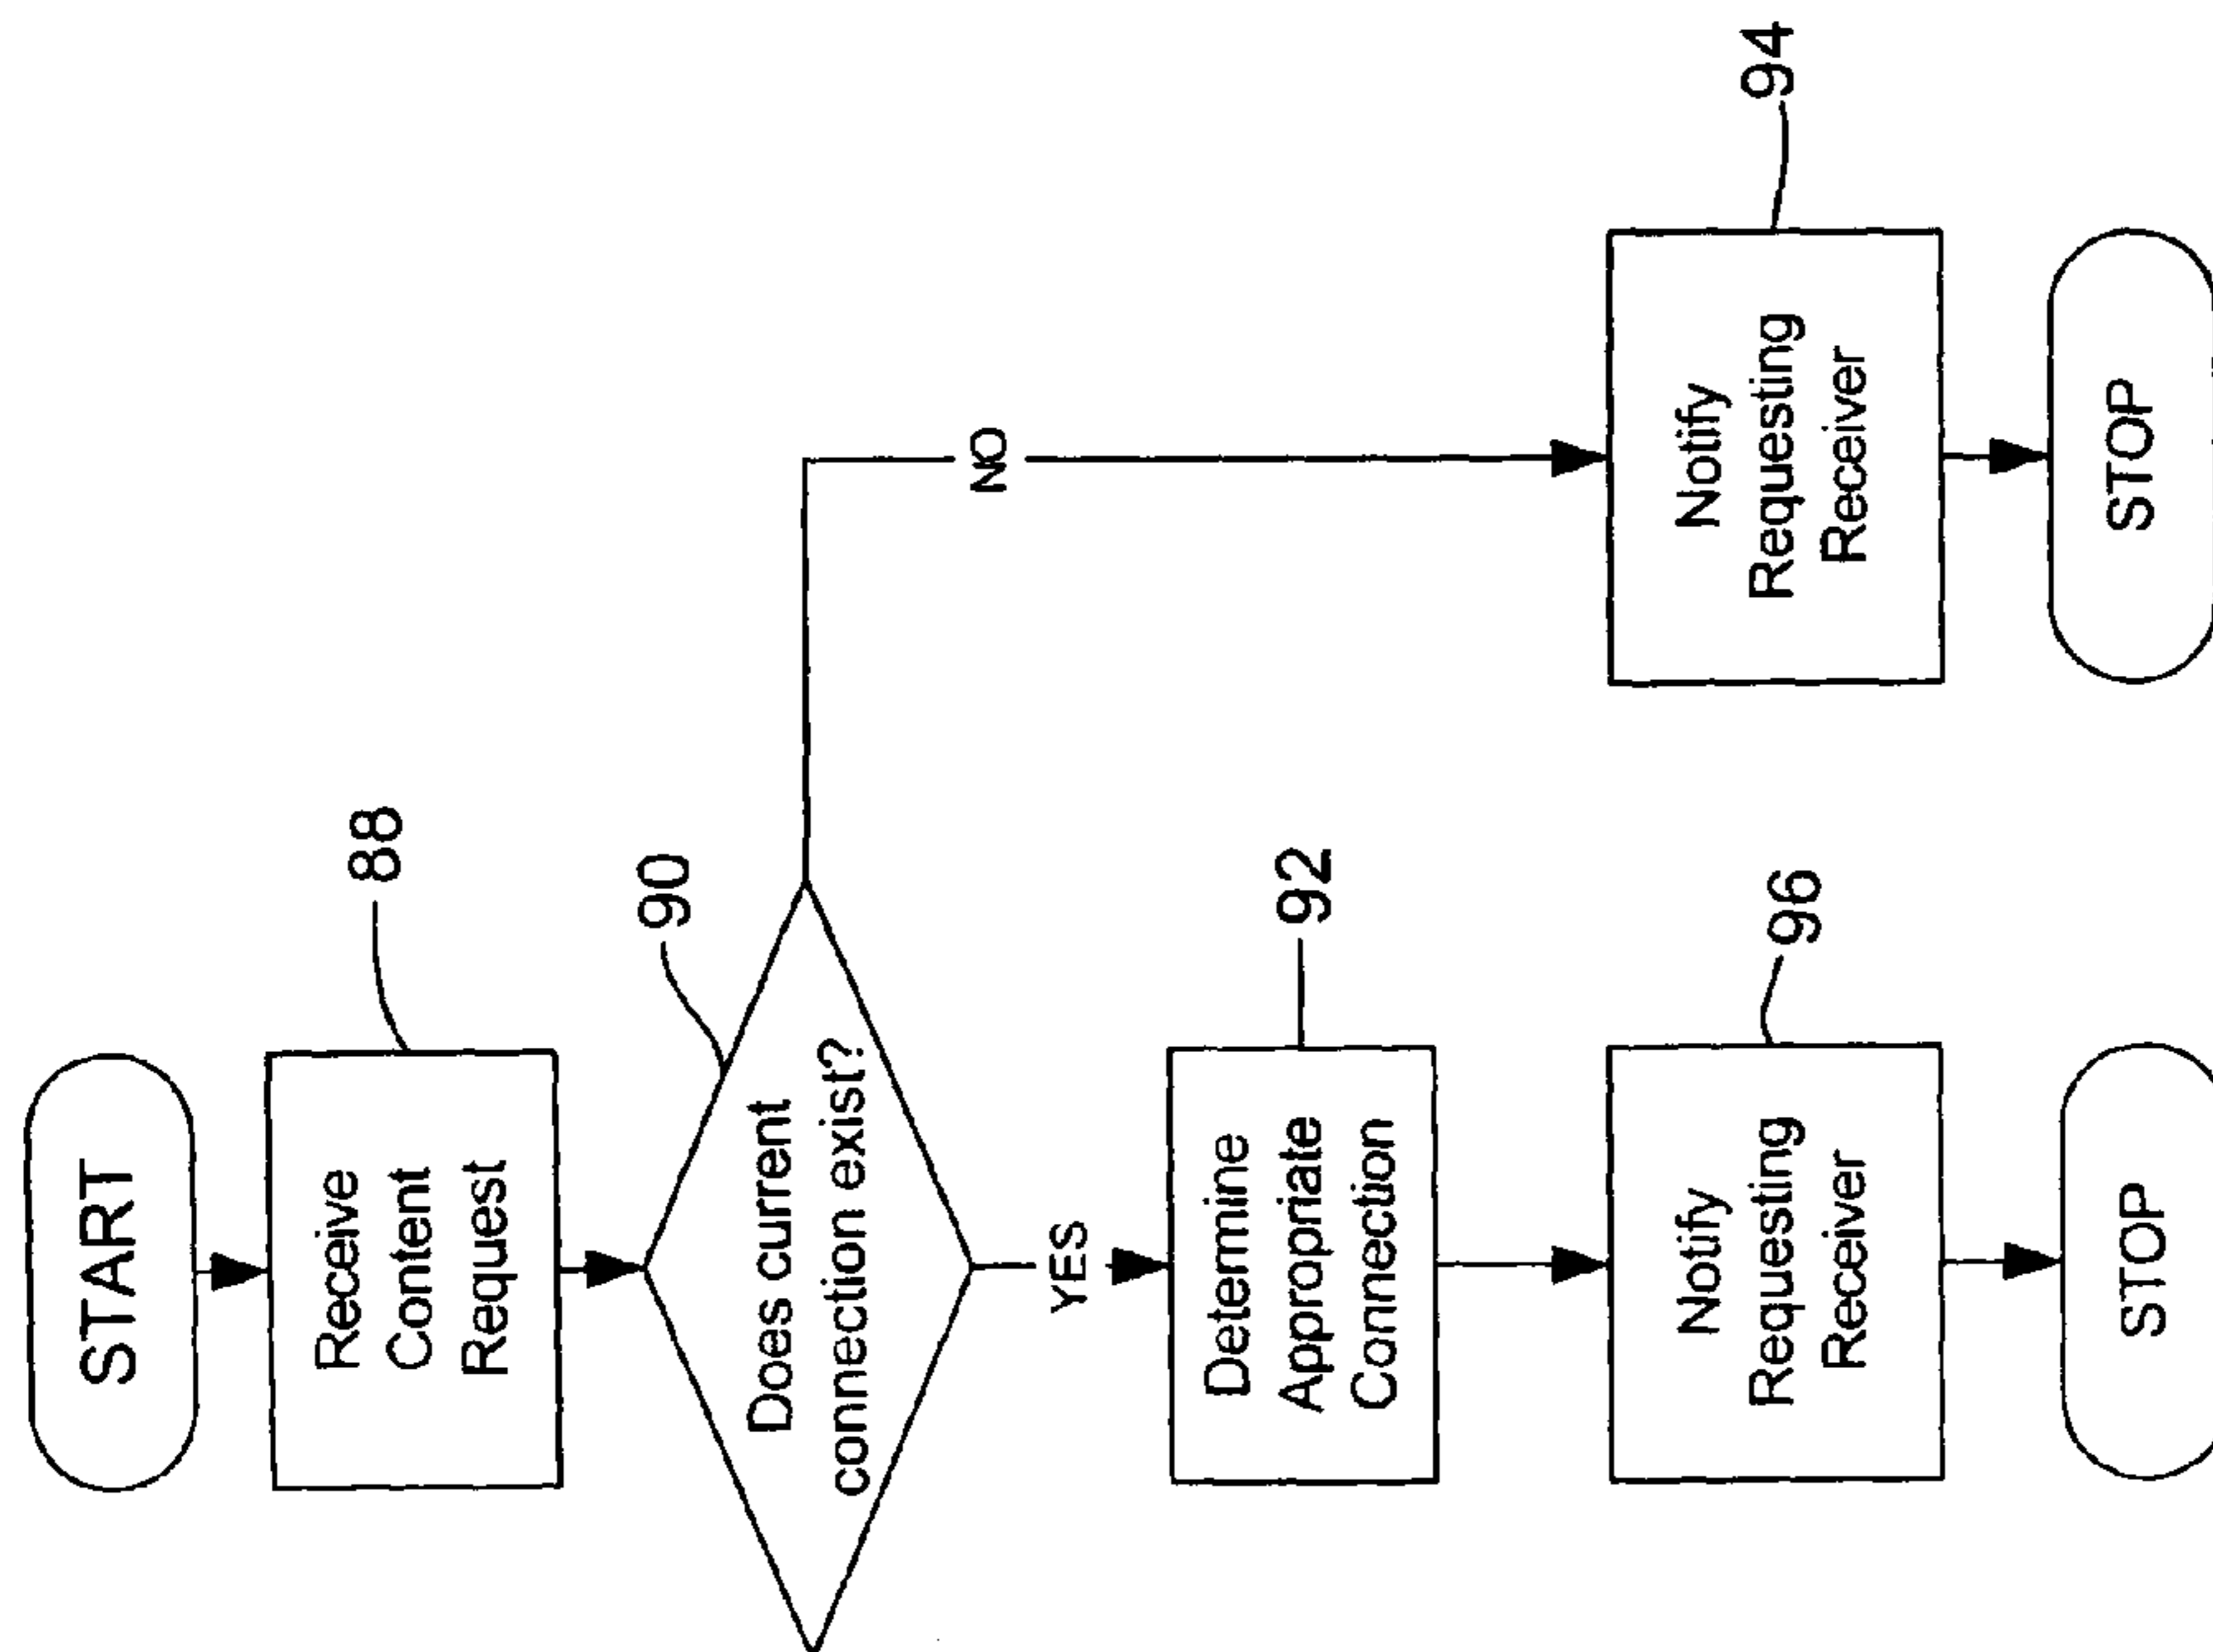 START
Receive
Content
Request
88
Does current
connection exist?
90
YES
NO
Determine
Appropriate
Connection
92
Notify
Requesting
Receiver
96
Notify
Requesting
Receiver
94
STOP
STOP